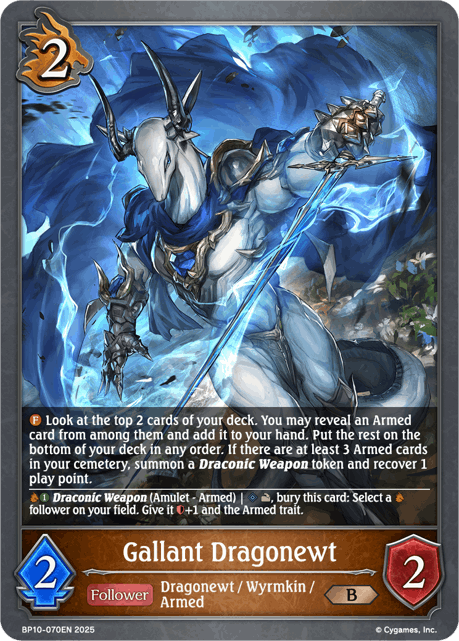 2
F Look at the top 2 cards of your deck. You may reveal an Armed
card from among them and add it to your hand. Put the rest on the
bottom of your deck in any order. If there are at least 3 Armed cards
in your cemetery, summon a Draconic Weapon token and recover 1
play point.
1 Draconic Weapon (Amulet - Armed) | , bury this card: Select a
follower on your field. Give it +1 and the Armed trait.
Gallant Dragonewt
2
Follower
Dragonewt / Wyrmkin /
Armed
B
2
BP10-070EN 2025
© Cygames, Inc.